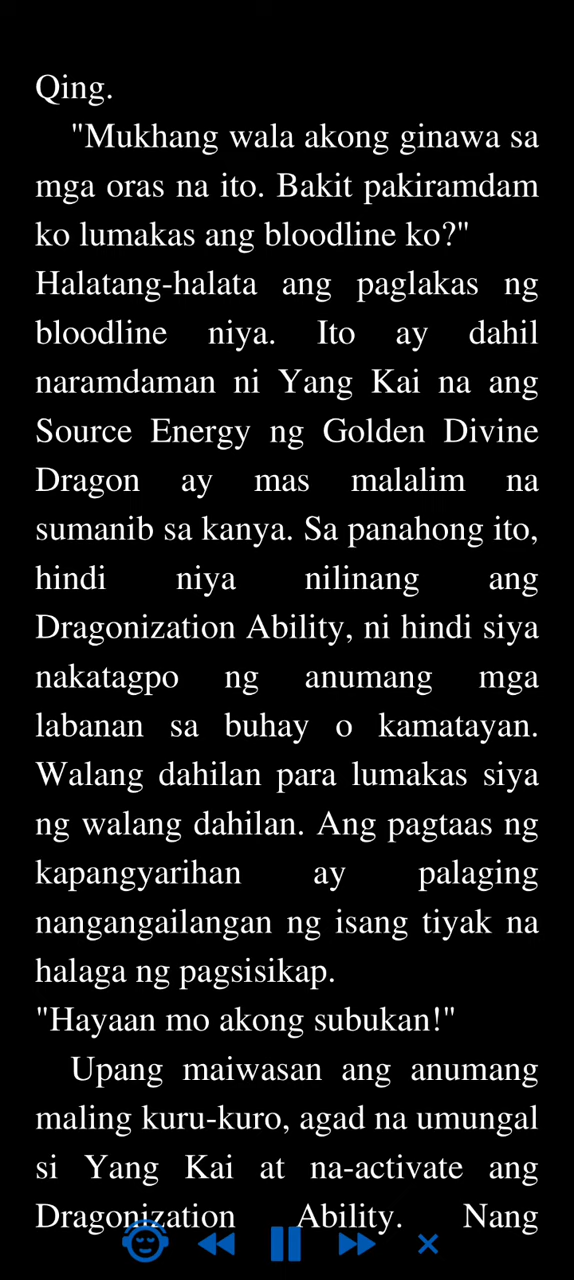 Qing.
"Mukhang wala akong ginawa sa
mga oras na ito. Bakit pakiramdam
ko lumakas ang bloodline ko?"
Halatang-halata ang paglakas ng
bloodline niya. Ito ay dahil
naramdaman ni Yang Kai na ang
Source Energy ng Golden Divine
Dragon ay mas malalim na
sumanib sa kanya. Sa panahong ito,
hindi niya nilinang ang
Dragonization Ability, ni hindi siya
nakatagpo ng anumang mga
labanan sa buhay o kamatayan.
Walang dahilan para lumakas siya
ng walang dahilan. Ang pagtaas ng
kapangyarihan ay palaging
nangangailangan ng isang tiyak na
halaga ng pagsisikap.
"Hayaan mo akong subukan!"
Upang maiwasan ang anumang
maling kuru-kuro, agad na umungal
si Yang Kai at na-activate ang
Dragonization Ability. Nang